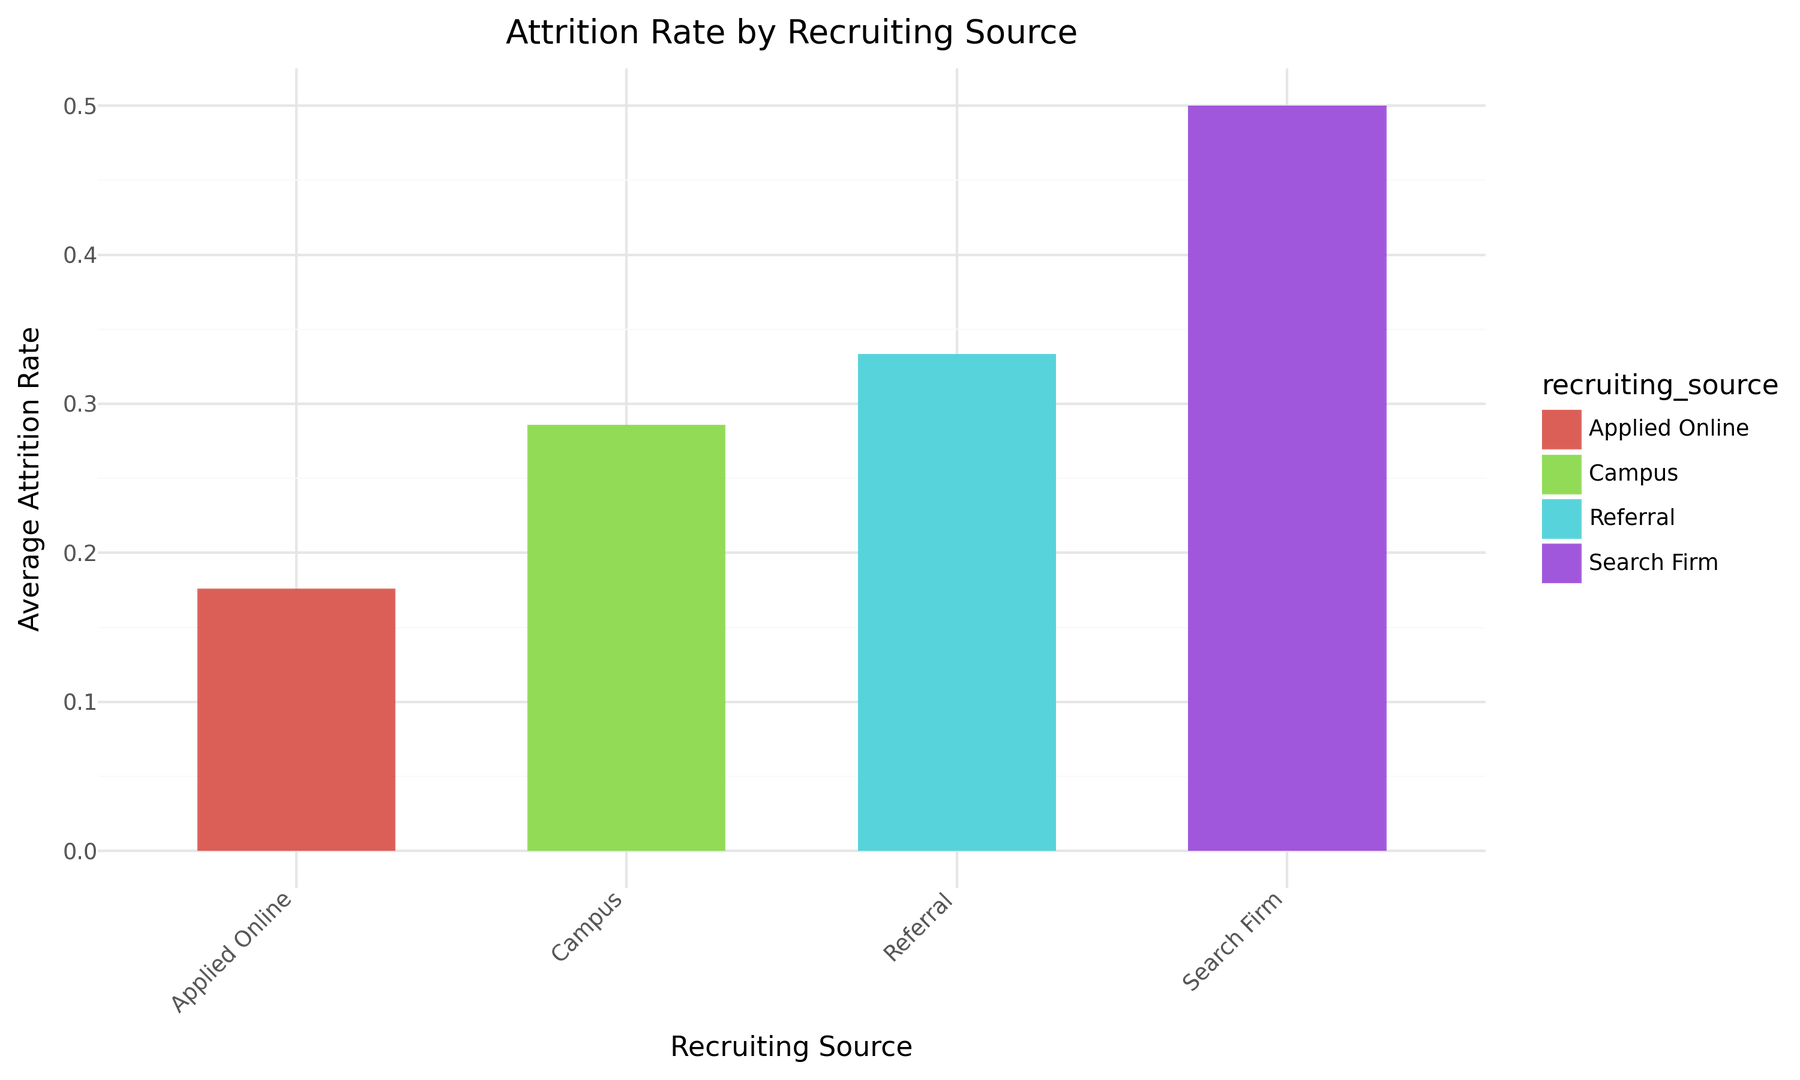 Attrition Rate by Recruiting Source
Average Attrition Rate
0.5
0.4
0.3
0.2
0.1
0.0
Applied Online
Campus
Referral
Search Firm
Recruiting Source
recruiting_source
Applied Online
Campus
Referral
Search Firm